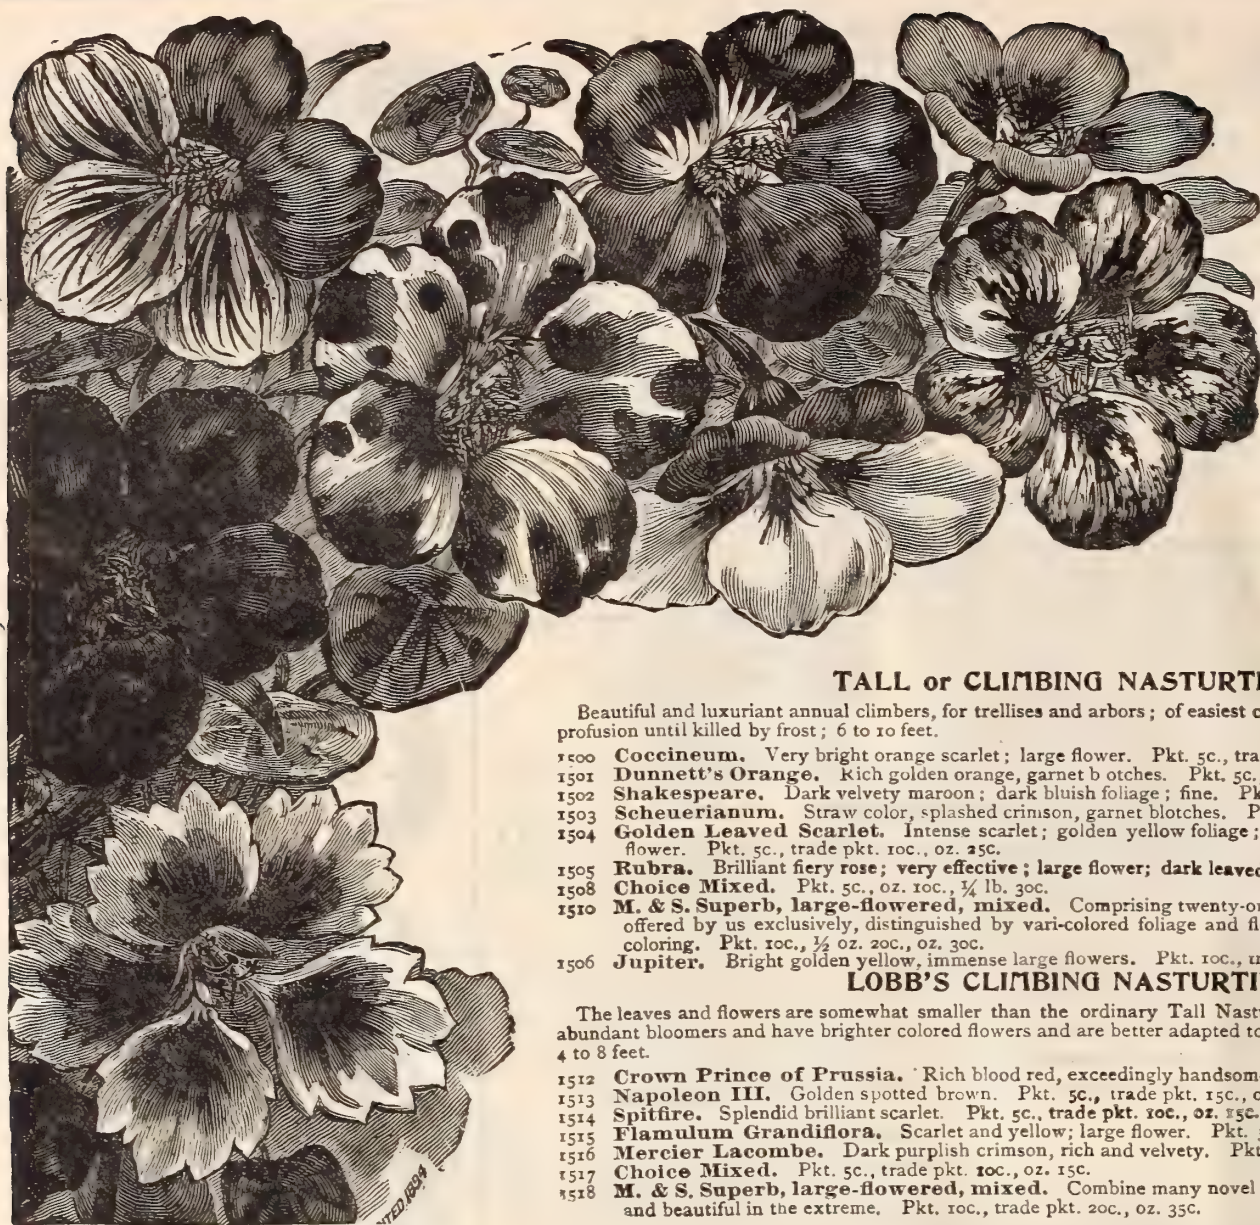 TALL or CLIMBING NASTURTI
Beautiful and luxuriant annual climbers, for trellises and arbors; of easiest c
profusion until killed by frost; 6 to 10 feet.
1500 Coccineum. Very bright orange scarlet; large flower. Pkt. 5c., tra
1501 Dunnett's Orange. Rich golden orange, garnet b otches. Pkt. 5c.
1502 Shakespeare. Dark velvety maroon; dark bluish foliage; fine. Pk
1503 Scheuerianum. Straw color, splashed crimson, garnet blotches. P
1504 Golden Leaved Scarlet. Intense scarlet; golden yellow foliage;
flower. Pkt. 5c., trade pkt. 10c., oz. 25c.
1505 Rubra. Brilliant fiery rose; very effective; large flower; dark leaved
1508 Choice Mixed. Pkt. 5c., oz. 10c., ¼ lb. 30c.
1510 M. & S. Superb, large-flowered, mixed. Comprising twenty-o
offered by us exclusively, distinguished by vari-colored foliage and fl
coloring. Pkt. 10c., ½ oz. 20c., oz. 30c.
1506 Jupiter. Bright golden yellow, immense large flowers. Pkt. 10c.,
LOBB'S CLIMBING NASTURTI
The leaves and flowers are somewhat smaller than the ordinary Tall Nast
abundant bloomers and have brighter colored flowers and are better adapted to
4 to 8 feet.
1512 Crown Prince of Prussia. Rich blood red, exceedingly handsom
1513 Napoleon III. Golden spotted brown. Pkt. 5c., trade pkt. 15c., o
1514 Spitfire. Splendid brilliant scarlet. Pkt. 5c., trade pkt. 10c., oz. 15c.
1515 Flamulum Grandiflora. Scarlet and yellow; large flower. Pkt.
1516 Mercier Lacombe. Dark purplish crimson, rich and velvety. Pkt
1517 Choice Mixed. Pkt. 5c., trade pkt. 10c., oz. 15c.
1518 M. & S. Superb, large-flowered, mixed. Combine many novel
and beautiful in the extreme. Pkt. 10c., trade pkt. 20c., oz. 35c.
ITED.1894